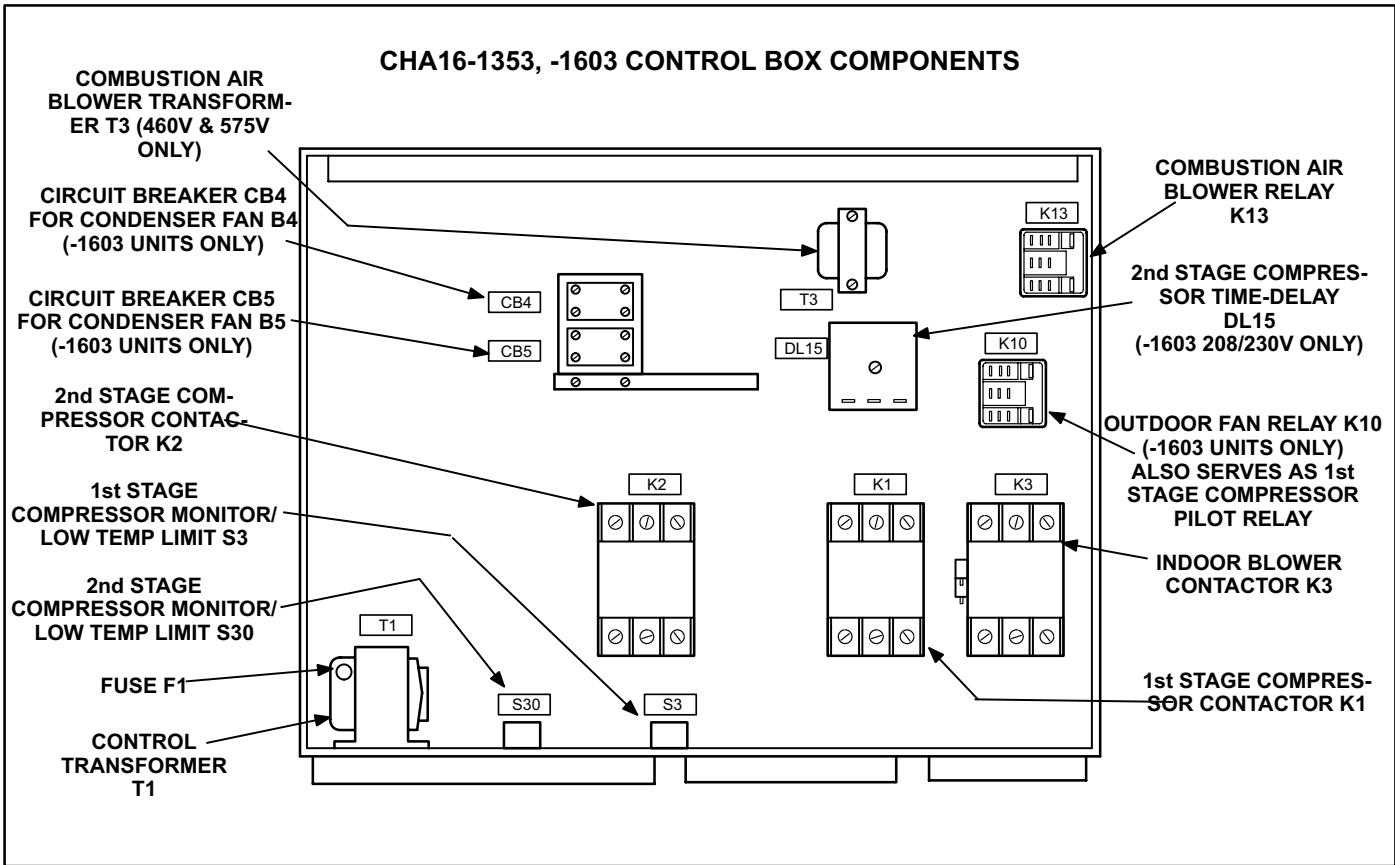 CHA16-1353, -1603 CONTROL BOX COMPONENTS
COMBUSTION AIR
BLOWER TRANSFORM-
ER T3 (460V & 575V
ONLY)
CIRCUIT BREAKER CB4
FOR CONDENSER FAN B4
(-1603 UNITS ONLY)
CIRCUIT BREAKER CB5
FOR CONDENSER FAN B5
(-1603 UNITS ONLY)
2nd STAGE COM-
PRESSOR CONTAC-
TOR K2
1st STAGE
COMPRESSOR MONITOR/
LOW TEMP LIMIT S3
2nd STAGE
COMPRESSOR MONITOR/
LOW TEMP LIMIT S30
FUSE F1
CONTROL
TRANSFORMER
T1
CB4
CB5
T3
DL15
K13
K10
K2
K1
K3
T1
S30
S3
COMBUSTION AIR
BLOWER RELAY
K13
2nd STAGE COMPRES-
SOR TIME-DELAY
DL15
(-1603 208/230V ONLY)
OUTDOOR FAN RELAY K10
(-1603 UNITS ONLY)
ALSO SERVES AS 1st
STAGE COMPRESSOR
PILOT RELAY
INDOOR BLOWER
CONTACTOR K3
1st STAGE COMPRES-
SOR CONTACTOR K1